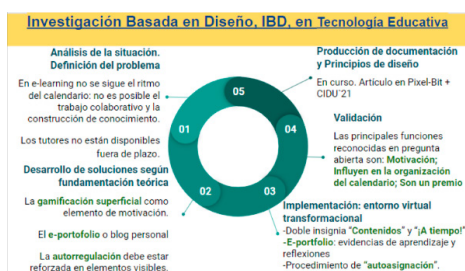 Investigación Basada en Diseño, IBD, en Tecnología Educativa
Análisis de la situación.
Definición del problema
En e-learning no se sigue el ritmo
del calendario: no es posible el
trabajo colaborativo y la
construcción de conocimiento.
Los tutores no están disponibles
fuera de plazo.
01
Desarrollo de soluciones según
fundamentación teórica
La gamificación superficial como
elemento de motivación.
El e-portofolio o blog personal
La autorregulación debe estar
reforzada en elementos visibles.
02
Implementación: entorno virtual
transformacional
-Doble insignia “Contenidos” y “¡A tiempo!”
-E-portfolio: evidencias de aprendizaje y
reflexiones
-Procedimiento de “autoasignación”.
03
Validación
Las principales funciones
reconocidas en pregunta
abierta son: Motivación;
Influyen en la organización
del calendario; Son un premio
04
Producción de documentación
y Principios de diseño
En curso. Artículo en Pixel-Bit +
CIDU´21
05